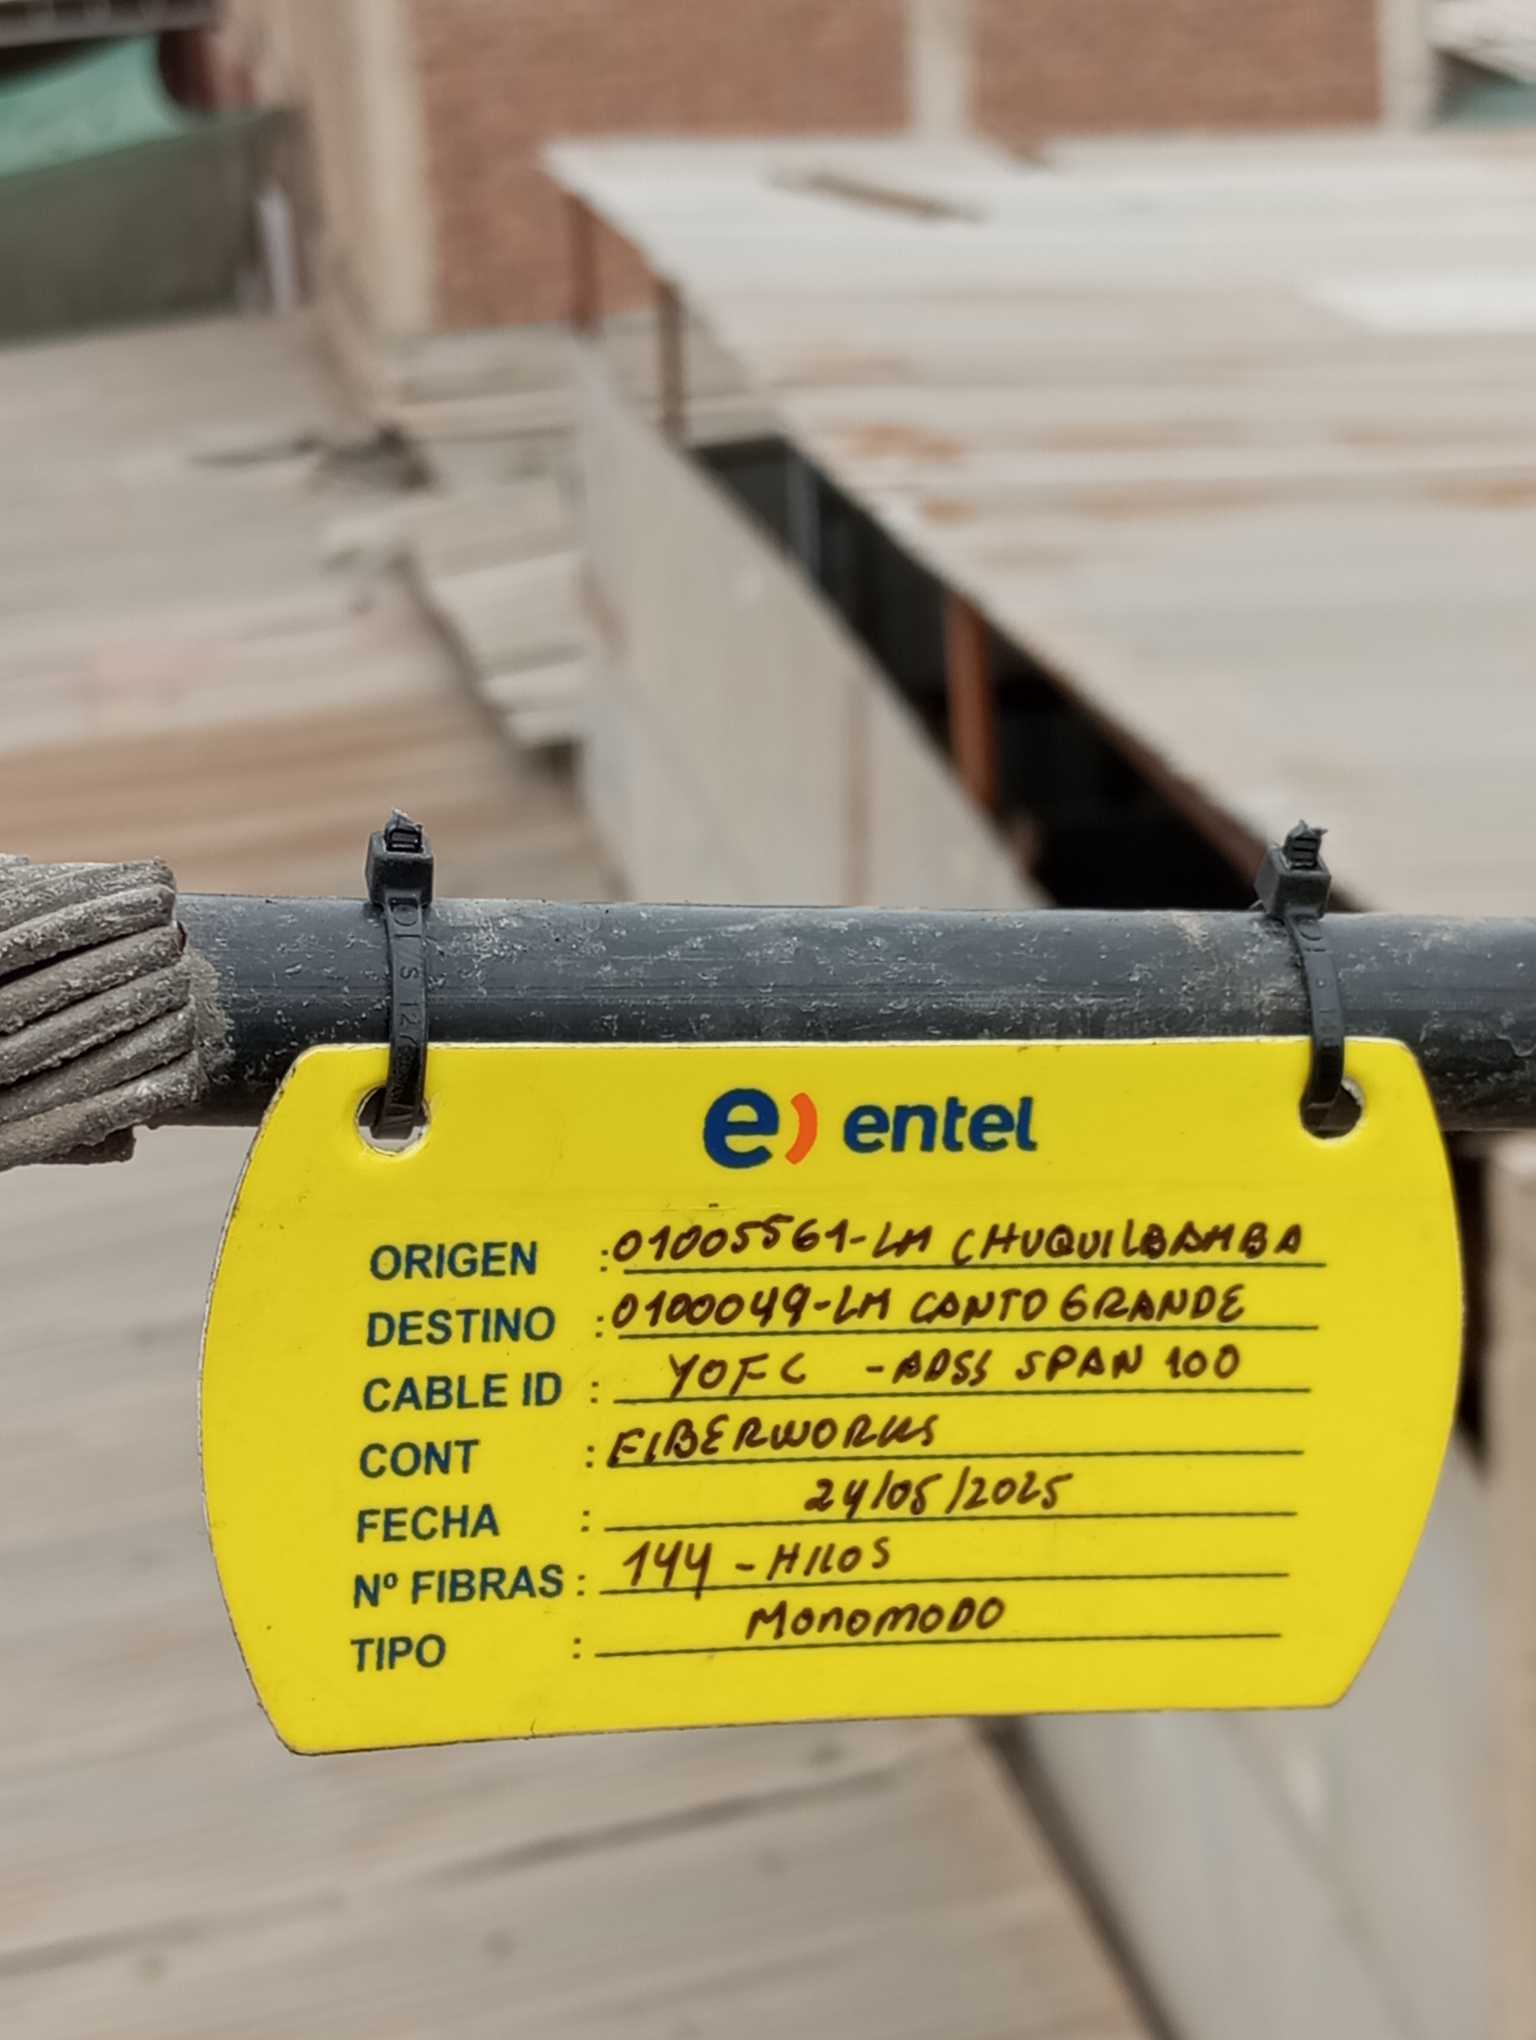 e) entel
ORIGEN : 01005561-LM CHUQUILBAMBA
DESTINO : 0100049-LM CANTO GRANDE
CABLE ID : YOFC -ADSS SPAN 100
CONT : FIBERWORKS
FECHA : 24/05/2025
Nº FIBRAS : 144 - HILOS
TIPO : MONOMODO